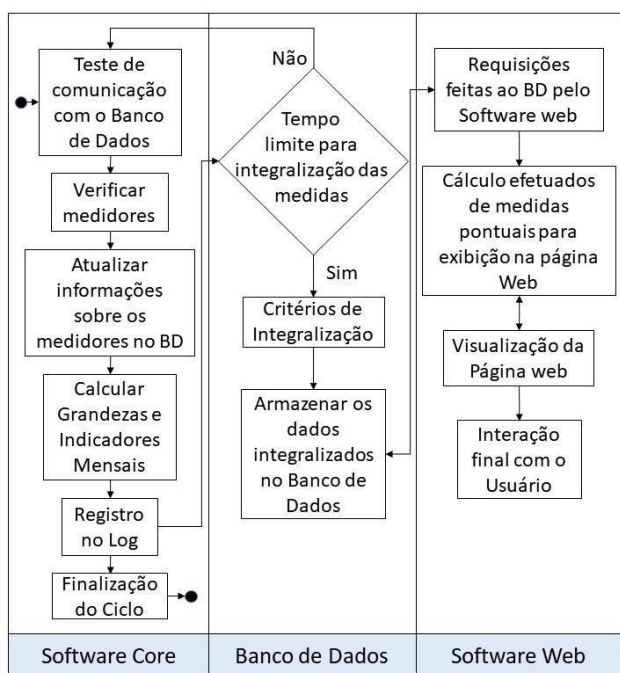 Teste de
comunicação
com o Banco
de Dados
Verificar
medidores
Atualizar
informações
sobre os
medidores no BD
Calcular
Grandezas e
Indicadores
Mensais
Registro
no Log
Finalização
do Ciclo
Software Core
Não
Tempo
limite para
integralização das
medidas
Sim
Critérios de
Integralização
Armazenar os
dados
integralizados
no Banco de
Dados
Banco de Dados
Requisições
feitas ao BD pelo
Software web
Cálculo efetuados
de medidas
pontuais para
exibição na página
Web
Visualização da
Página web
Interação
final com o
Usuário
Software Web